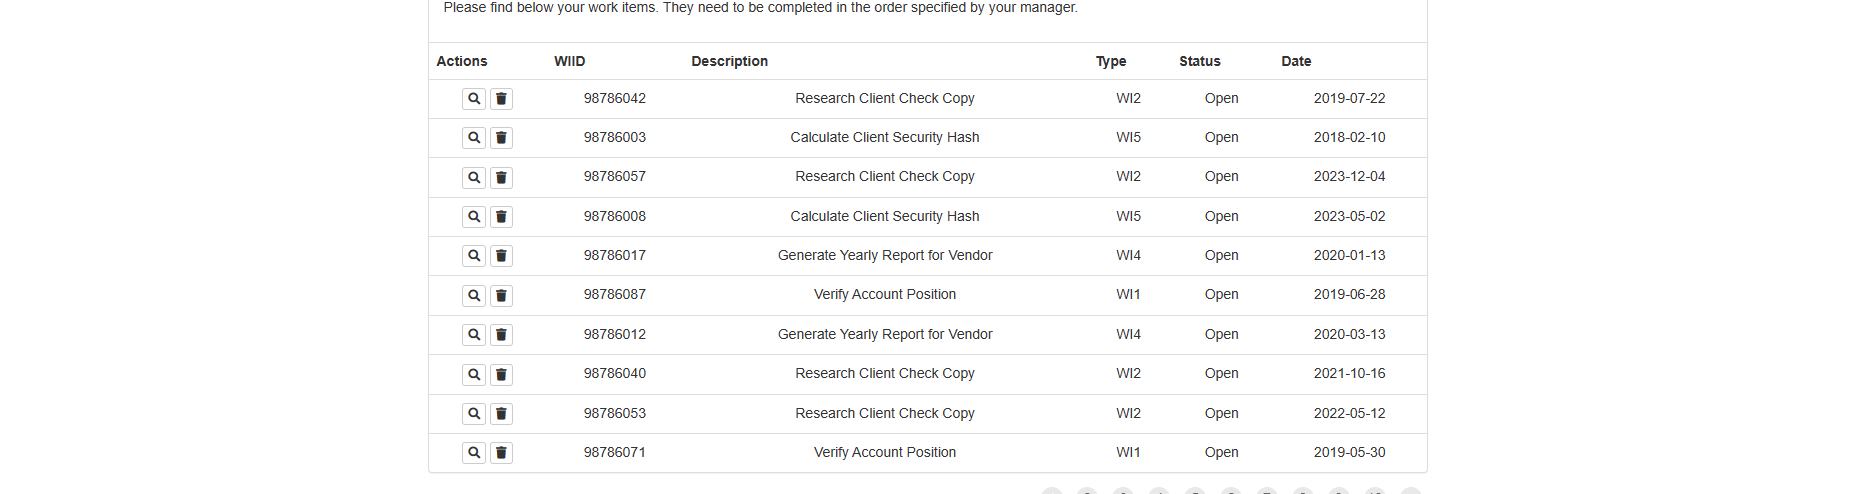 Please find below your work items. They need to be completed in the order specified by your manager.
Actions WIID Description Type Status Date
98786042 Research Client Check Copy WI2 Open 2019-07-22
98786003 Calculate Client Security Hash WI5 Open 2018-02-10
98786057 Research Client Check Copy WI2 Open 2023-12-04
98786008 Calculate Client Security Hash WI5 Open 2023-05-02
98786017 Generate Yearly Report for Vendor WI4 Open 2020-01-13
98786087 Verify Account Position WI1 Open 2019-06-28
98786012 Generate Yearly Report for Vendor WI4 Open 2020-03-13
98786040 Research Client Check Copy WI2 Open 2021-10-16
98786053 Research Client Check Copy WI2 Open 2022-05-12
98786071 Verify Account Position WI1 Open 2019-05-30